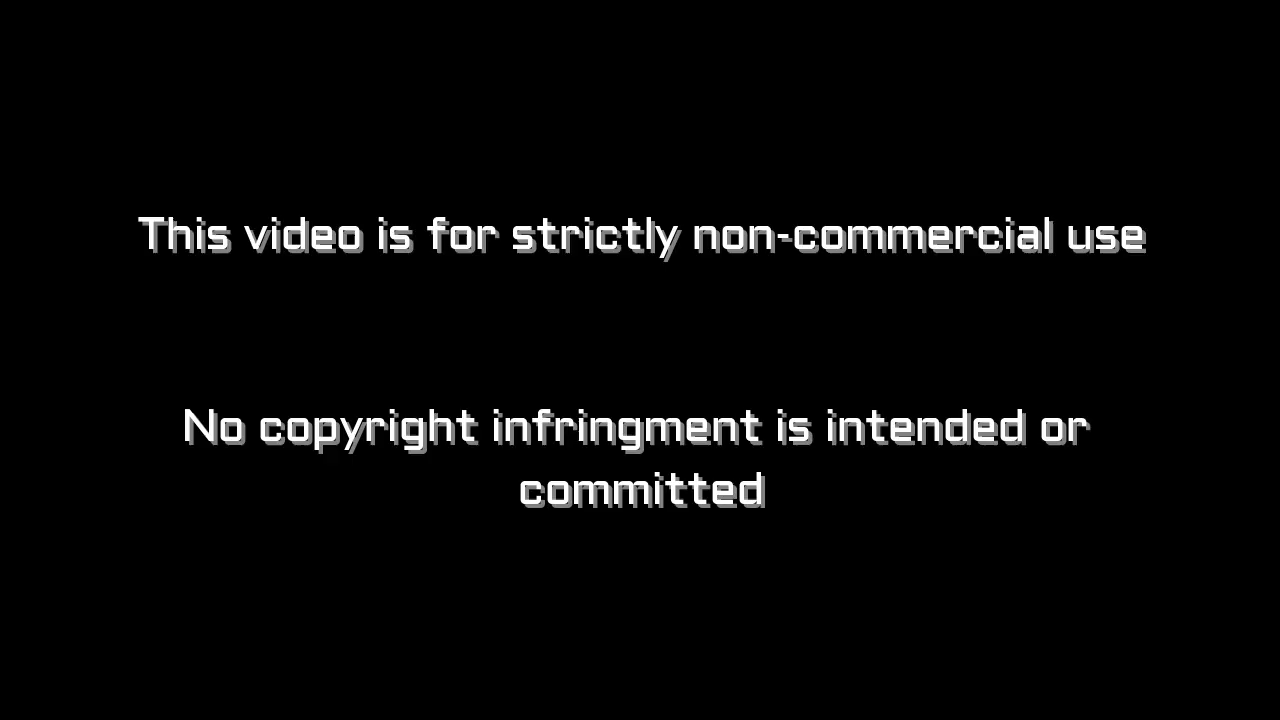 This video is for strictly non-commercial use
No copyright infringment is intended or
committed